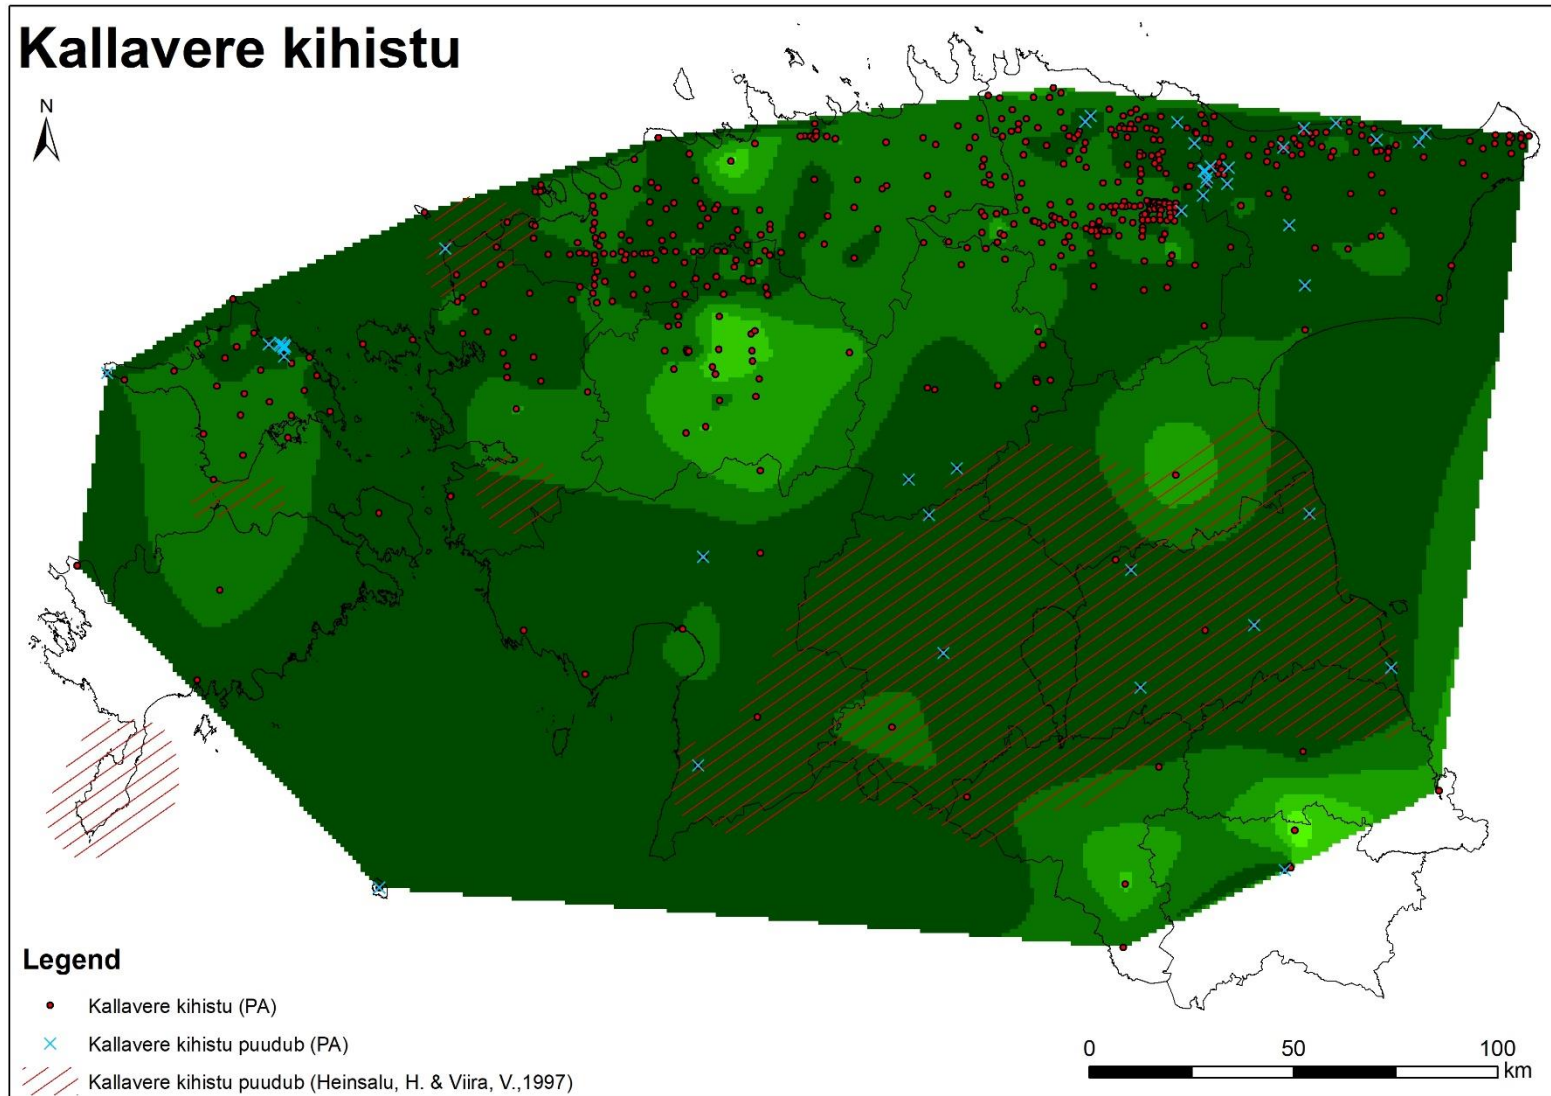 Kallavere kihistu
N
Legend
Kallavere kihistu (PA)
Kallavere kihistu puudub (PA)
Kallavere kihistu puudub (Heinsalu, H. & Viira, V.,1997)
0 50 100
km